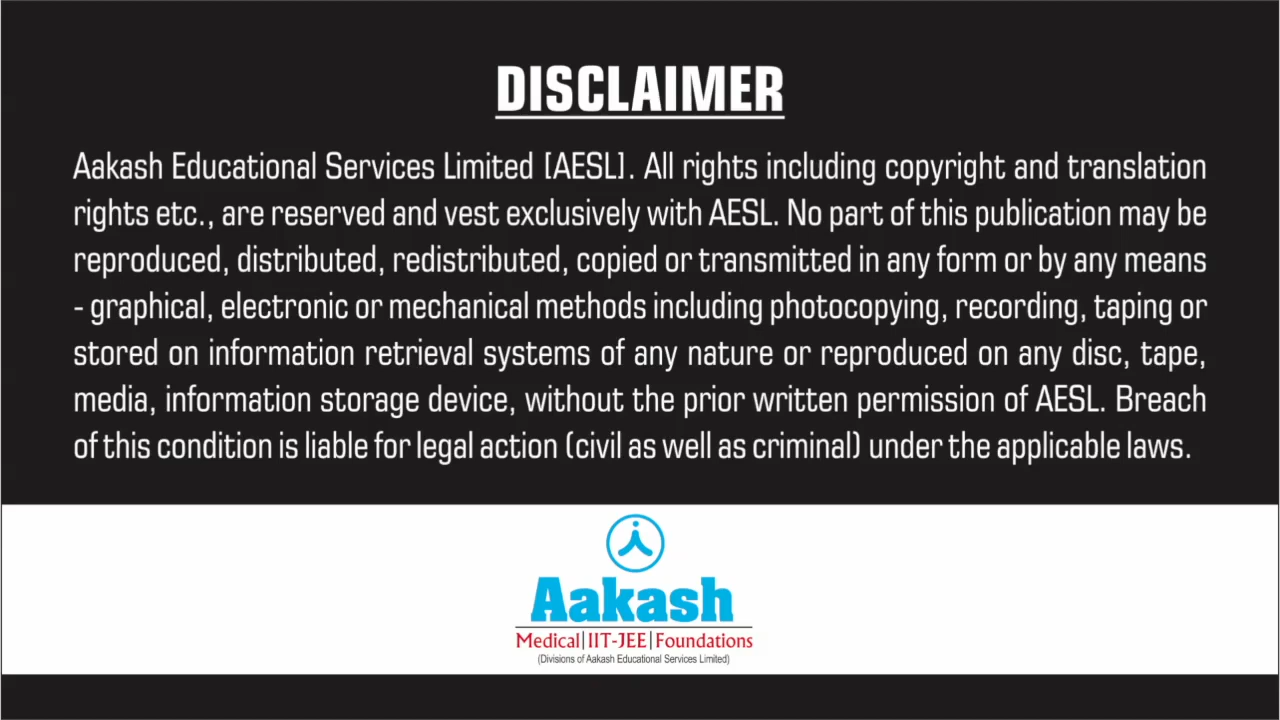 DISCLAIMER
Aakash Educational Services Limited [AESL]. All rights including copyright and translation
rights etc., are reserved and vest exclusively with AESL. No part of this publication may be
reproduced, distributed, redistributed, copied or transmitted in any form or by any means
- graphical, electronic or mechanical methods including photocopying, recording, taping or
stored on information retrieval systems of any nature or reproduced on any disc, tape,
media, information storage device, without the prior written permission of AESL. Breach
of this condition is liable for legal action (civil as well as criminal) under the applicable laws.
Aakash
Medical|IIT-JEE|Foundations
(Divisions of Aakash Educational Services Limited)